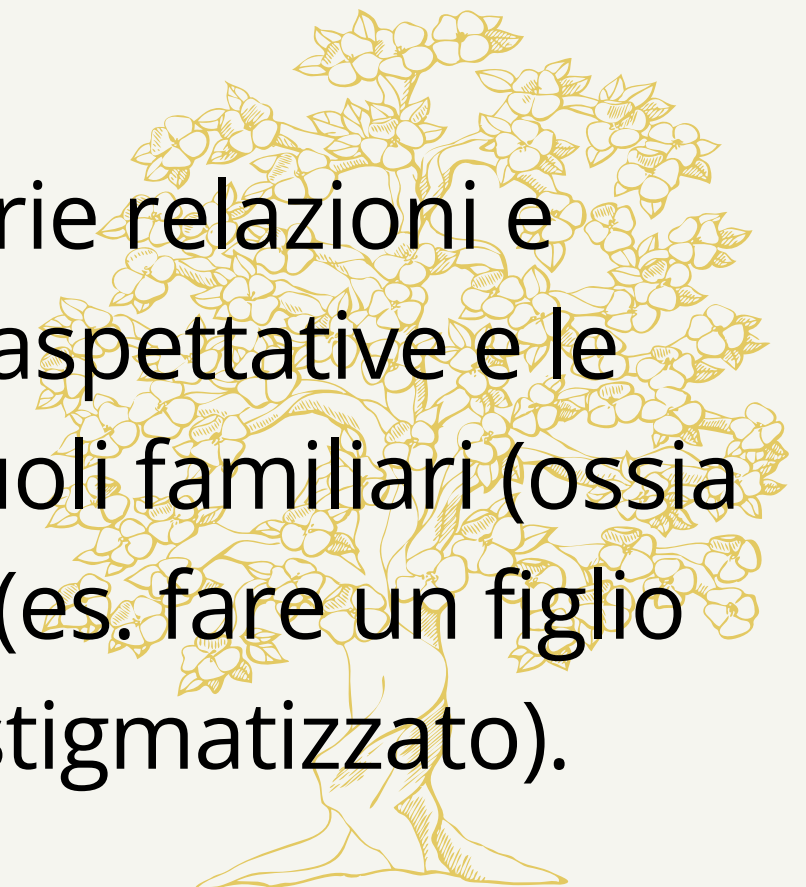 rie relazioni e
aspettative e le
uoli familiari (ossia
(es. fare un figlio
stigmatizzato).